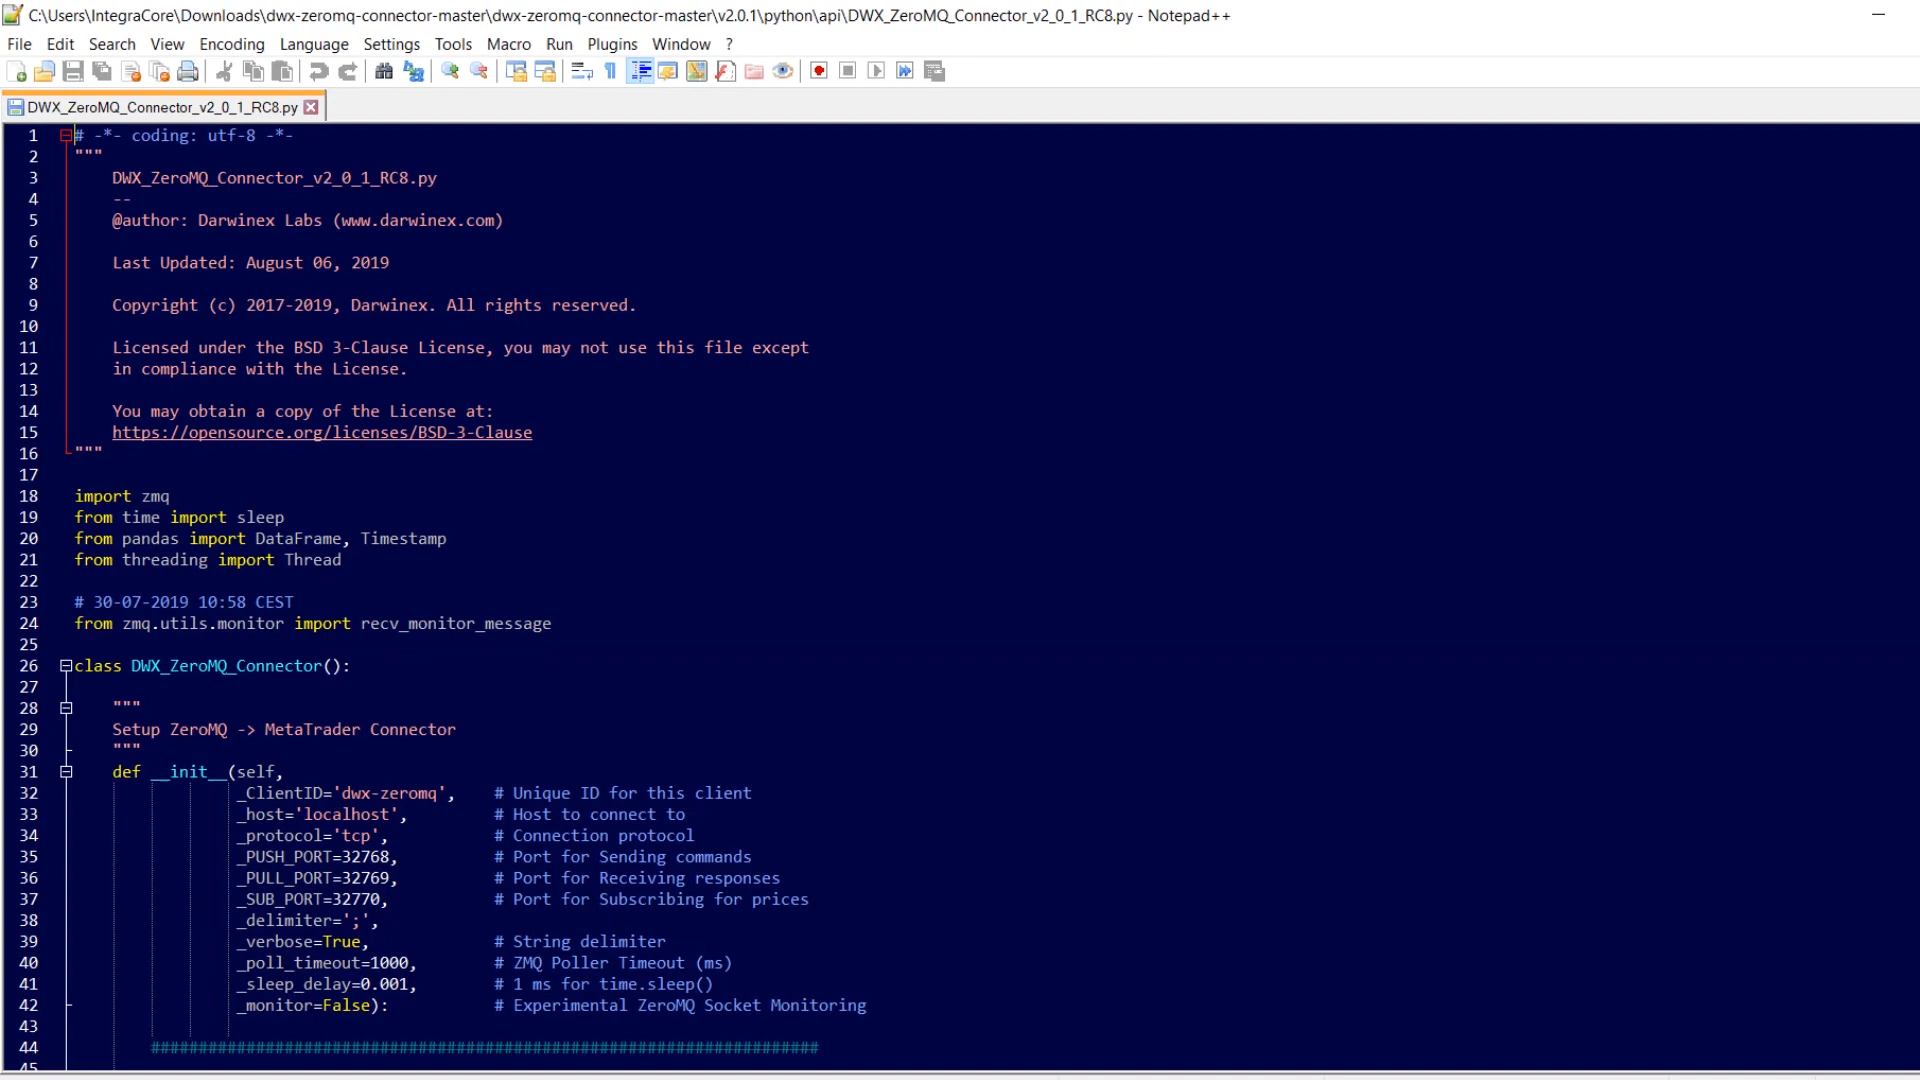 C:\Users\IntegraCore\Downloads\dwx-zeromq-connector-master\dwx-zeromq-connector-master\v2.0.1\python\api\DWX_ZeroMQ_Connector_v2_0_1_RC8.py - Notepad++
File Edit Search View Encoding Language Settings Tools Macro Run Plugins Window ?
DWX_ZeroMQ_Connector_v2_0_1_RC8.py
1 # -*- coding: utf-8 -*-
2 """
3 DWX_ZeroMQ_Connector_v2_0_1_RC8.py
4 --
5 @author: Darwinex Labs (www.darwinex.com)
6
7 Last Updated: August 06, 2019
8
9 Copyright (c) 2017-2019, Darwinex. All rights reserved.
10
11 Licensed under the BSD 3-Clause License, you may not use this file except
12 in compliance with the License.
13
14 You may obtain a copy of the License at:
15 https://opensource.org/licenses/BSD-3-Clause
16 """
17
18 import zmq
19 from time import sleep
20 from pandas import DataFrame, Timestamp
21 from threading import Thread
22
23 # 30-07-2019 10:58 CEST
24 from zmq.utils.monitor import recv_monitor_message
25
26 class DWX_ZeroMQ_Connector():
27
28 """
29 Setup ZeroMQ -> MetaTrader Connector
30 """
31 def __init__(self,
32 _ClientID='dwx-zeromq', # Unique ID for this client
33 _host='localhost', # Host to connect to
34 _protocol='tcp', # Connection protocol
35 _PUSH_PORT=32768, # Port for Sending commands
36 _PULL_PORT=32769, # Port for Receiving responses
37 _SUB_PORT=32770, # Port for Subscribing for prices
38 _delimiter=';',
39 _verbose=True, # String delimiter
40 _poll_timeout=1000, # ZMQ Poller Timeout (ms)
41 _sleep_delay=0.001, # 1 ms for time.sleep()
42 _monitor=False): # Experimental ZeroMQ Socket Monitoring
43
44 ######################################################################
45